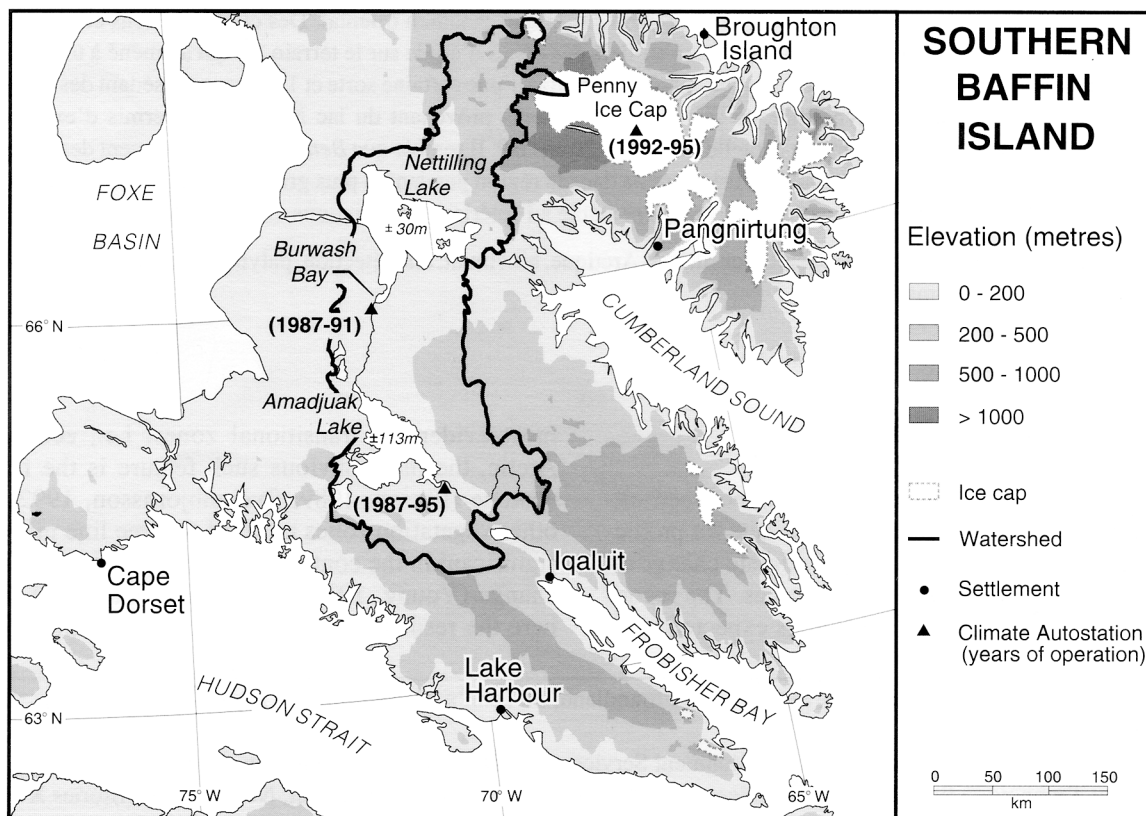 Broughton
Island
Penny
Ice Cap
(1992-95)
Nettilling
Lake
FOXE
BASIN
± 30m
Pangnirtung
Burwash
Bay
66° N
(1987-91)
CUMBERLAND SOUND
Amadjuak
Lake
±113m
(1987-95)
Iqaluit
Cape
Dorset
FROBISHER BAY
Lake
Harbour
HUDSON STRAIT
63° N
75° W
70° W
65° W
SOUTHERN
BAFFIN
ISLAND
Elevation (metres)
0 - 200
200 - 500
500 - 1000
> 1000
Ice cap
Watershed
Settlement
Climate Autostation
(years of operation)
0 50 100 150
km